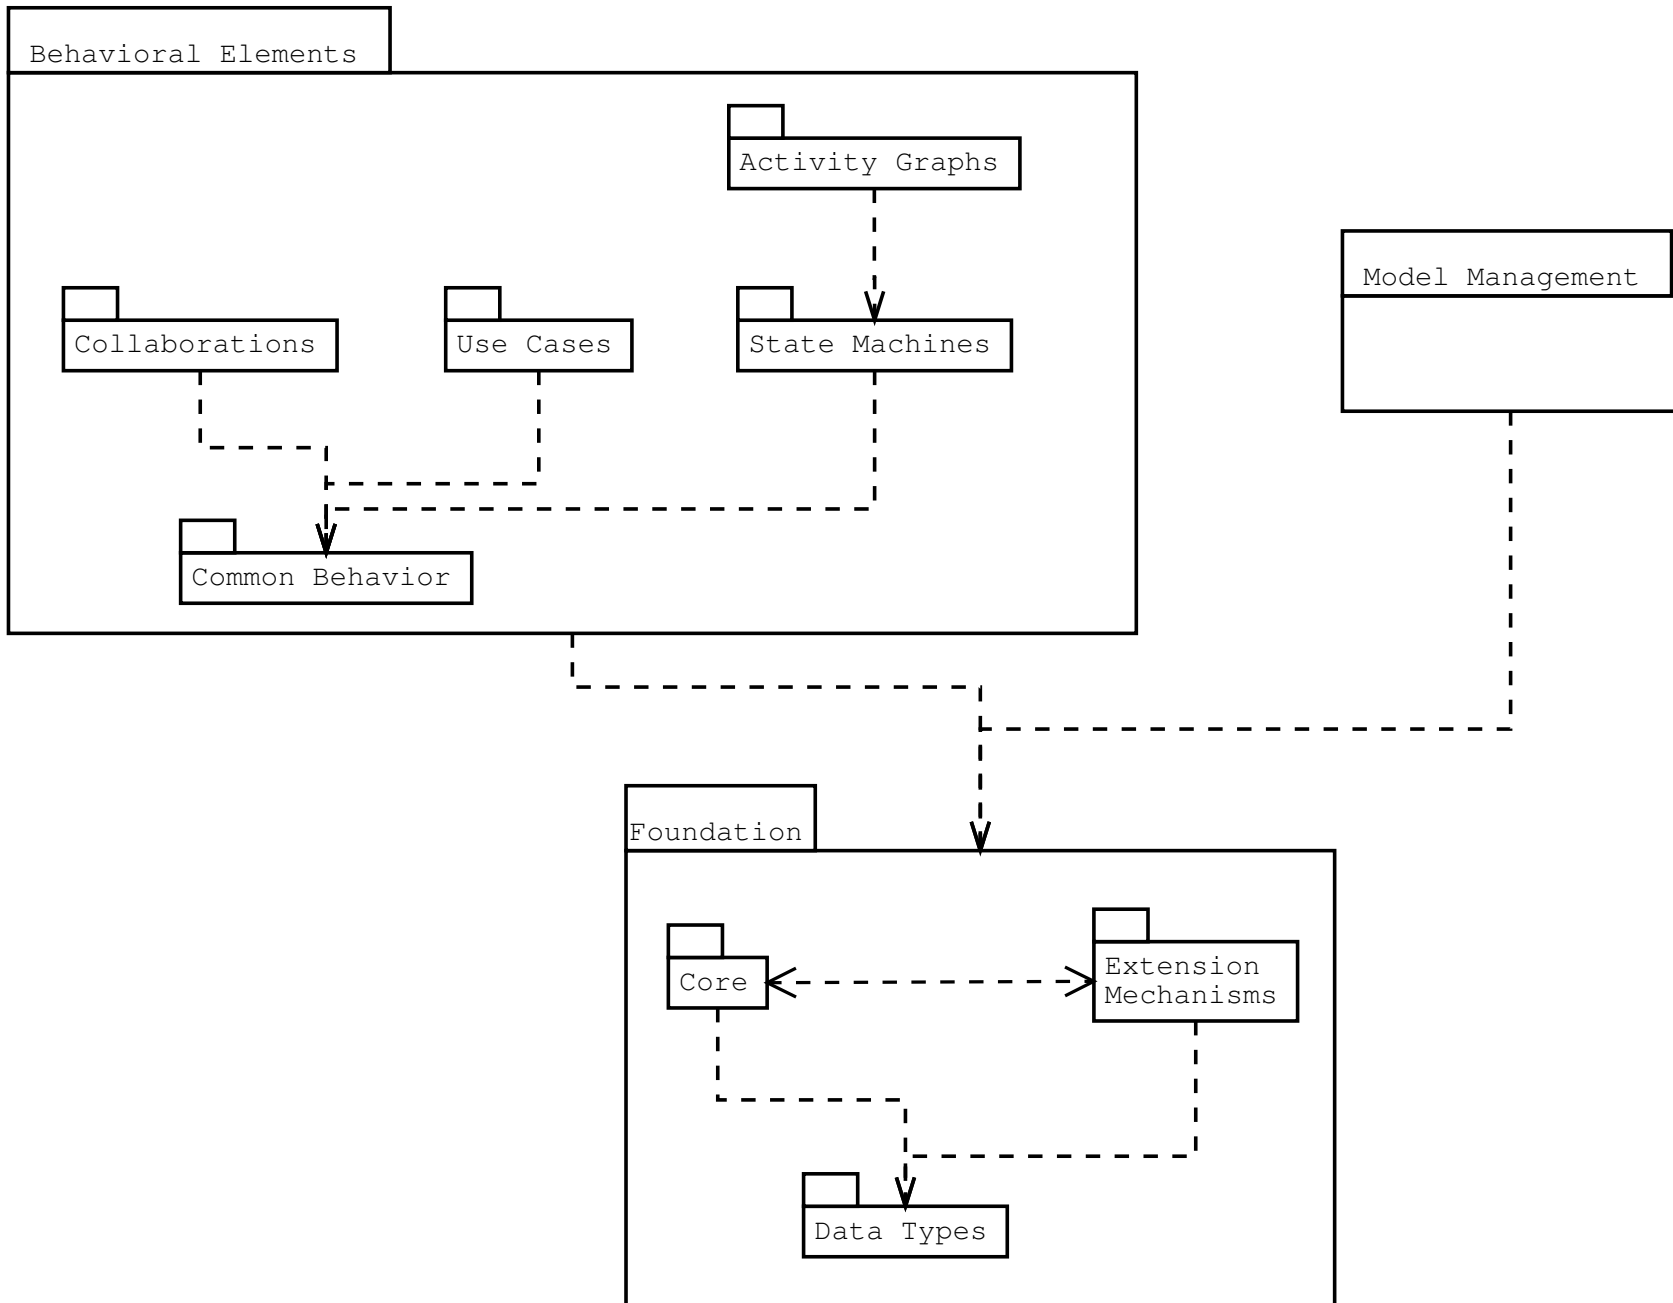 Behavioral Elements
Activity Graphs
Model Management
Collaborations
Use Cases
State Machines
Common Behavior
Foundation
Core
Extension
Mechanisms
Data Types